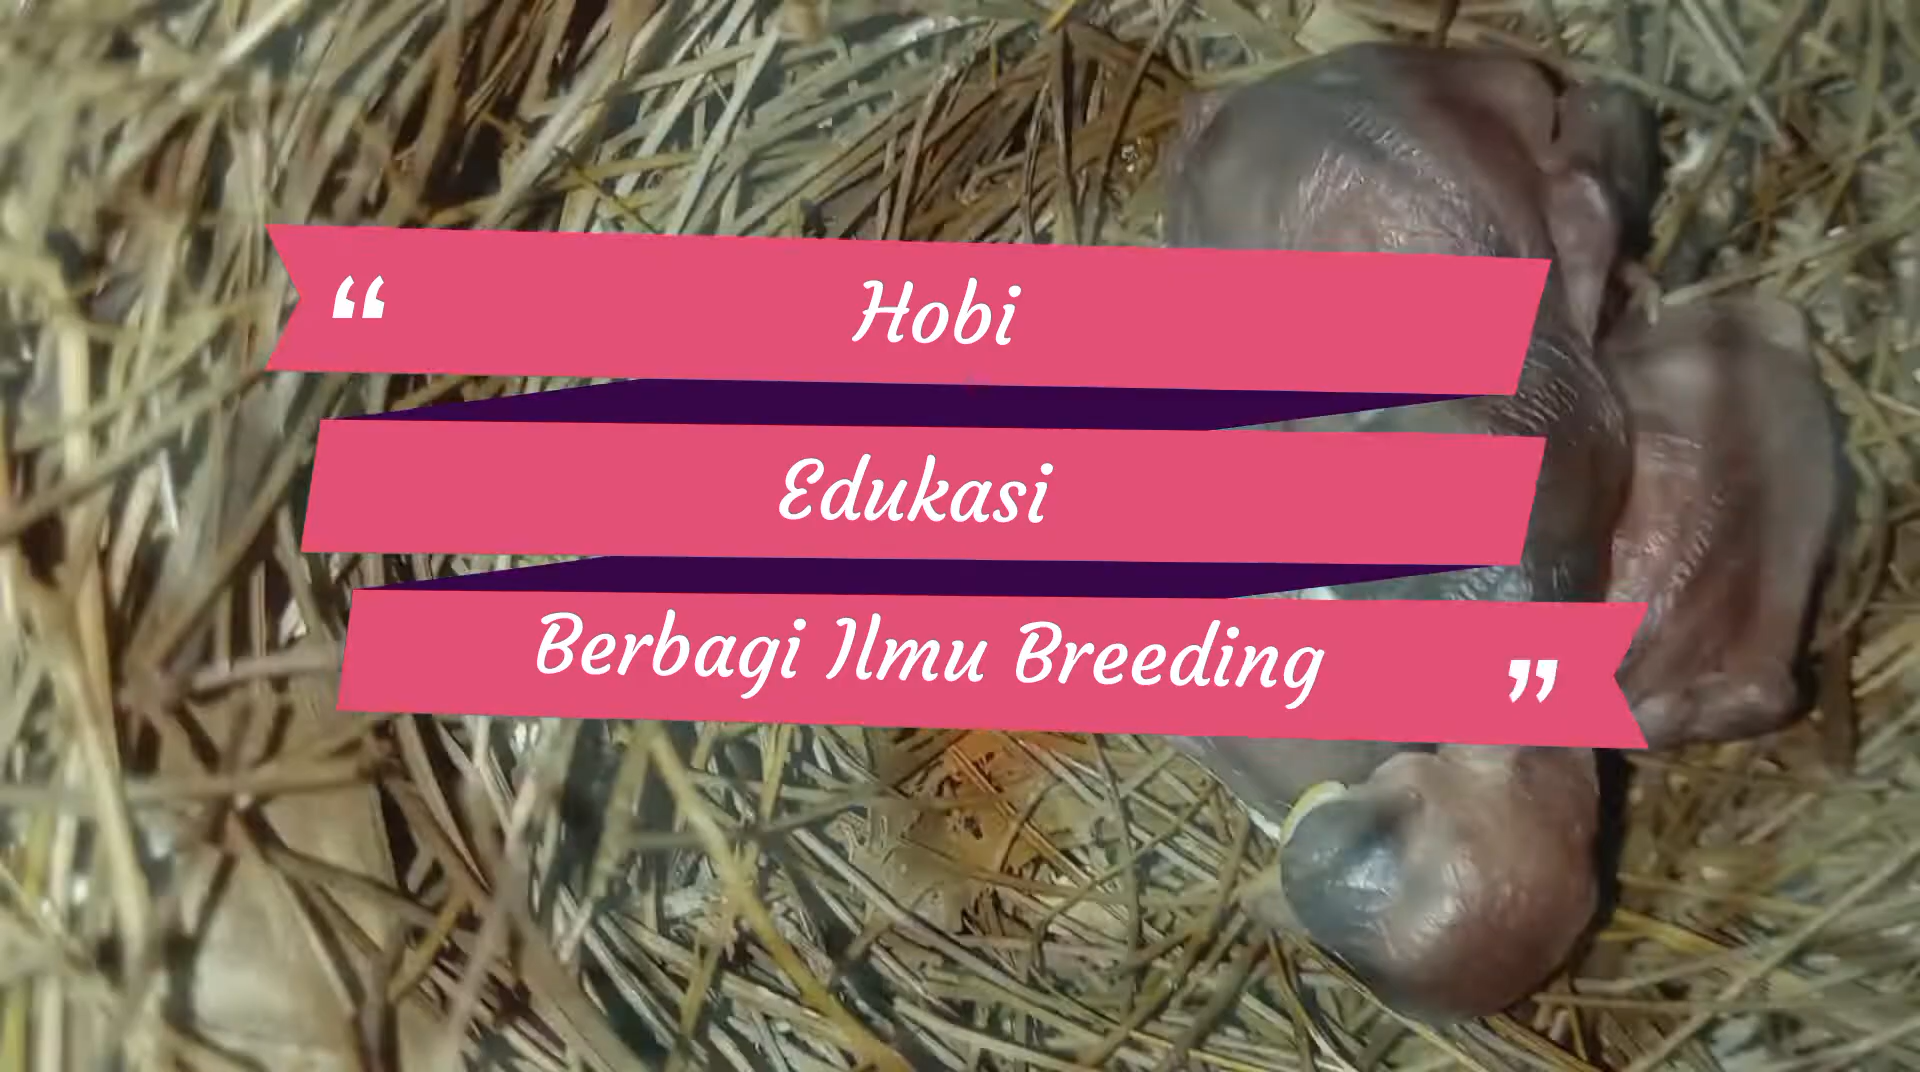 “ Hobi
Edukasi
Berbagi Ilmu Breeding ”